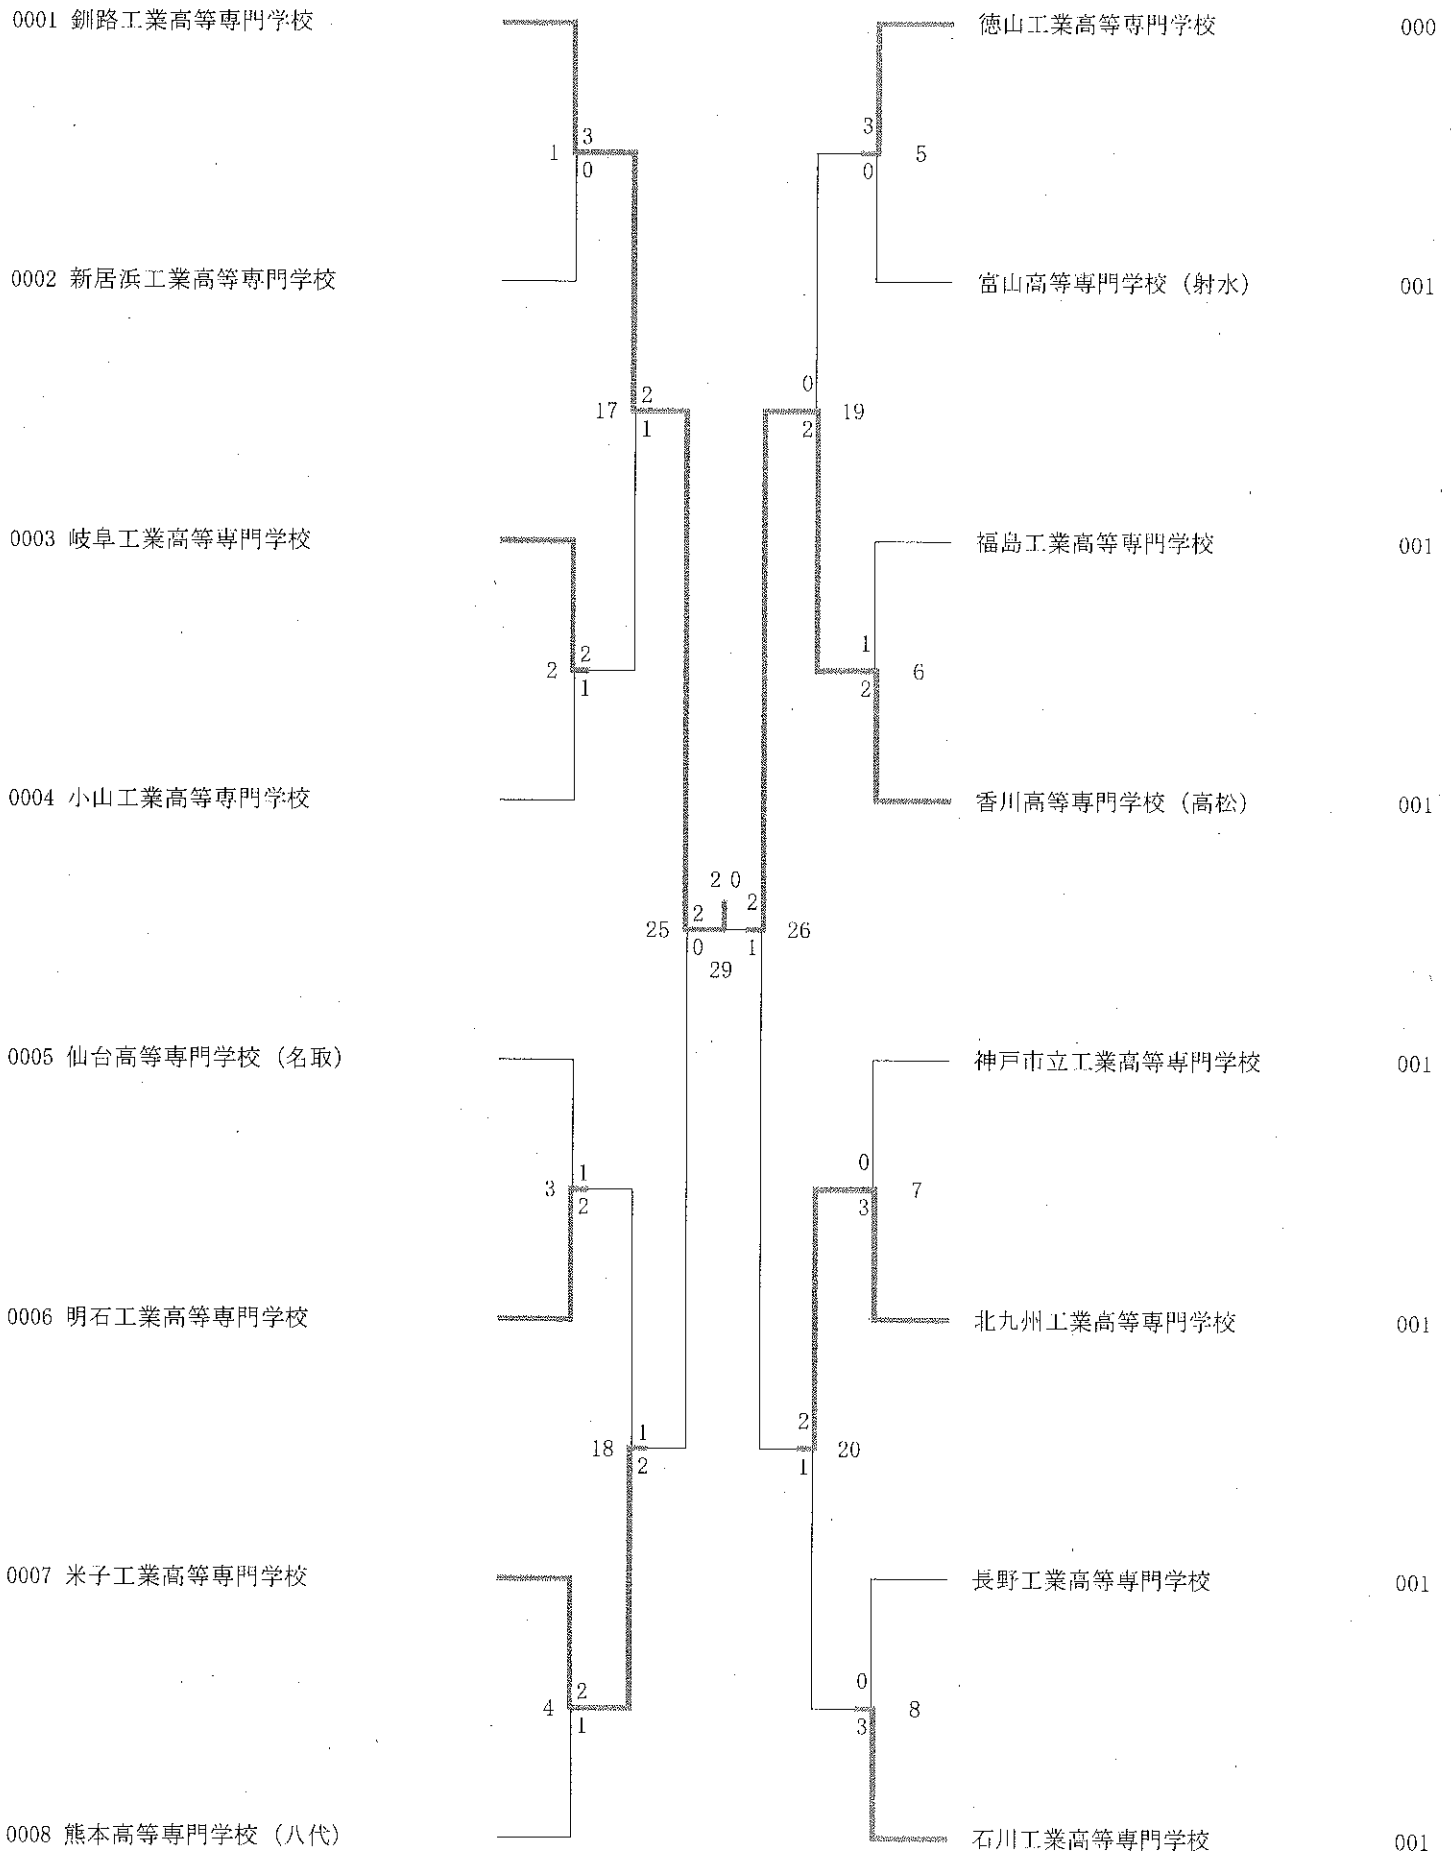 0001 釧路工業高等専門学校
徳山工業高等専門学校 000
3
1
5
0
0
3
0002 新居浜工業高等専門学校
富山高等専門学校 (射水) 001
0
2
17
19
1
2
0003 岐阜工業高等専門学校
福島工業高等専門学校 001
2
1
2
6
1
2
0004 小山工業高等専門学校
香川高等専門学校 (高松) 001
2 0
2
2
25
26
0
1
29
0005 仙台高等専門学校 (名取)
神戸市立工業高等専門学校 001
1
0
3
7
2
3
0006 明石工業高等専門学校
北九州工業高等専門学校 001
1
2
18
20
2
1
0007 米子工業高等専門学校
長野工業高等専門学校 001
2
0
4
8
1
3
0008 熊本高等専門学校 (八代)
石川工業高等専門学校 001